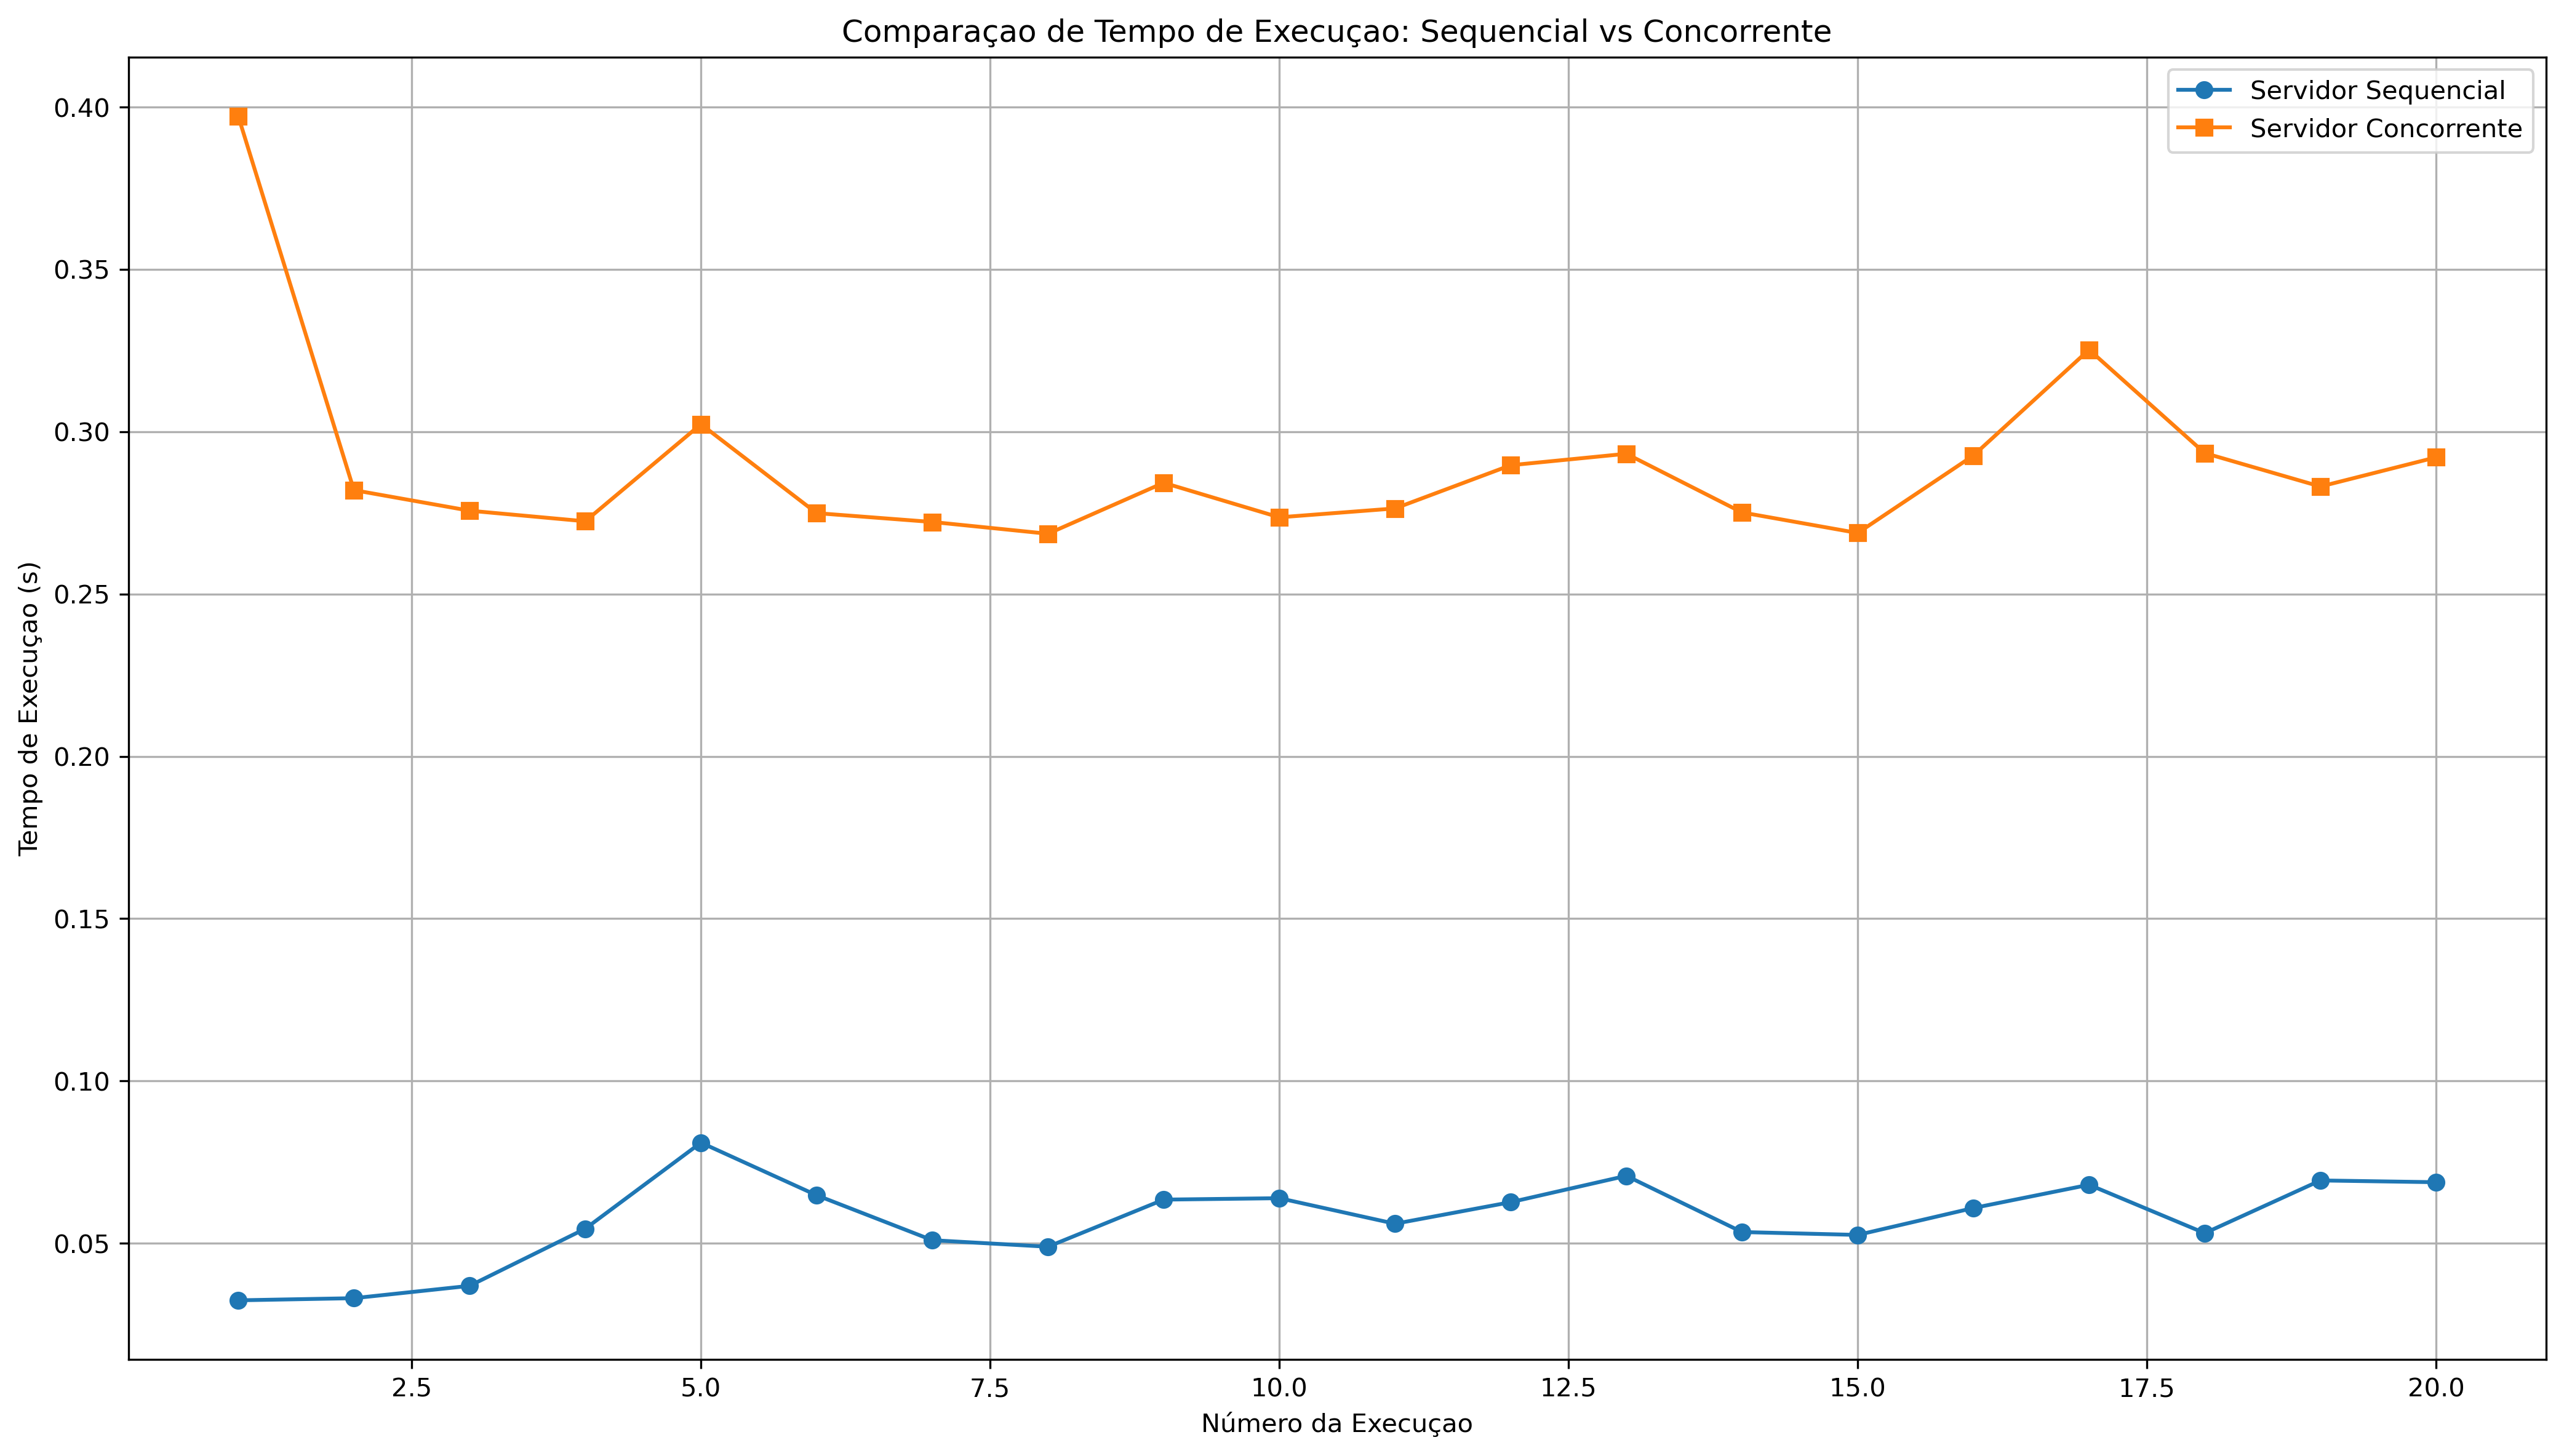 Comparaçao de Tempo de Execuçao: Sequencial vs Concorrente
Servidor Sequencial
Servidor Concorrente
Tempo de Execuçao (s)
0.40
0.35
0.30
0.25
0.20
0.15
0.10
0.05
2.5 5.0 7.5 10.0 12.5 15.0 17.5 20.0
Número da Execuçao